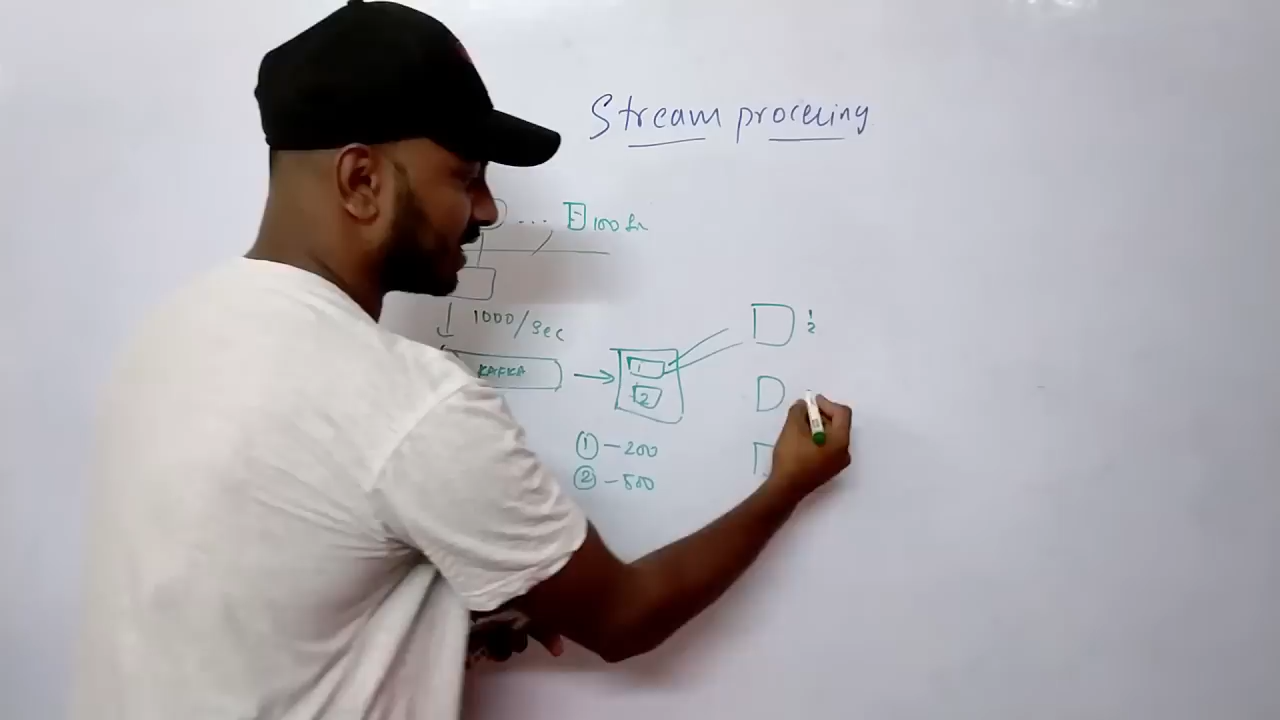 Stream processing
... E 100 Lr
1000/sec
KAFKA
1
2
1
2
① - 200
② - 500